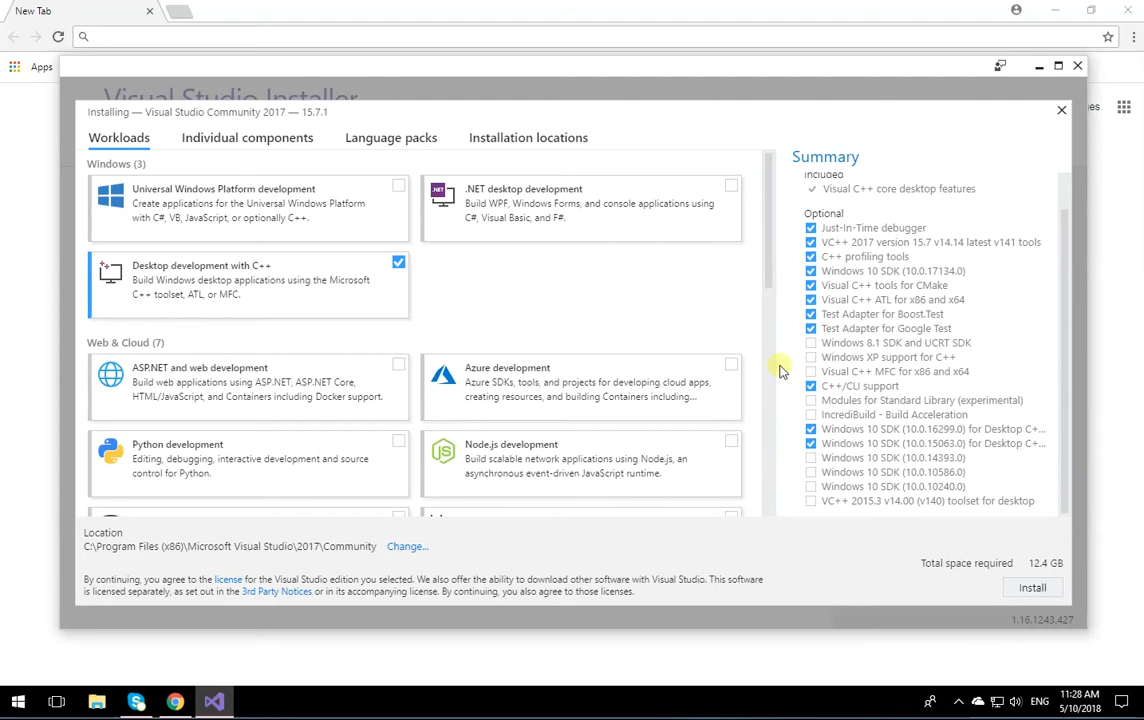 New Tab
Apps
Visual Studio Installer
es
Installing — Visual Studio Community 2017 — 15.7.1
Workloads
Individual components
Language packs
Installation locations
Windows (3)
Universal Windows Platform development
Create applications for the Universal Windows Platform
with C#, VB, JavaScript, or optionally C++.
.NET
.NET desktop development
Build WPF, Windows Forms, and console applications using
C#, Visual Basic, and F#.
Desktop development with C++
Build Windows desktop applications using the Microsoft
C++ toolset, ATL, or MFC.
Web & Cloud (7)
ASP.NET and web development
Build web applications using ASP.NET, ASP.NET Core,
HTML/JavaScript, and Containers including Docker support.
Azure development
Azure SDKs, tools, and projects for developing cloud apps,
creating resources, and building Containers including...
Python development
Editing, debugging, interactive development and source
control for Python.
Node.js development
Build scalable network applications using Node.js, an
asynchronous event-driven JavaScript runtime.
Summary
Included
Visual C++ core desktop features
Optional
Just-In-Time debugger
VC++ 2017 version 15.7 v14.14 latest v141 tools
C++ profiling tools
Windows 10 SDK (10.0.17134.0)
Visual C++ tools for CMake
Visual C++ ATL for x86 and x64
Test Adapter for Boost.Test
Test Adapter for Google Test
Windows 8.1 SDK and UCRT SDK
Windows XP support for C++
Visual C++ MFC for x86 and x64
C++/CLI support
Modules for Standard Library (experimental)
IncrediBuild - Build Acceleration
Windows 10 SDK (10.0.16299.0) for Desktop C+...
Windows 10 SDK (10.0.15063.0) for Desktop C+...
Windows 10 SDK (10.0.14393.0)
Windows 10 SDK (10.0.10586.0)
Windows 10 SDK (10.0.10240.0)
VC++ 2015.3 v14.00 (v140) toolset for desktop
Location
C:\Program Files (x86)\Microsoft Visual Studio\2017\Community
Change...
By continuing, you agree to the license for the Visual Studio edition you selected. We also offer the ability to download other software with Visual Studio. This software
is licensed separately, as set out in the 3rd Party Notices or in its accompanying license. By continuing, you also agree to those licenses.
Total space required 12.4 GB
Install
1.16.1243.427
ENG
11:28 AM
5/10/2018